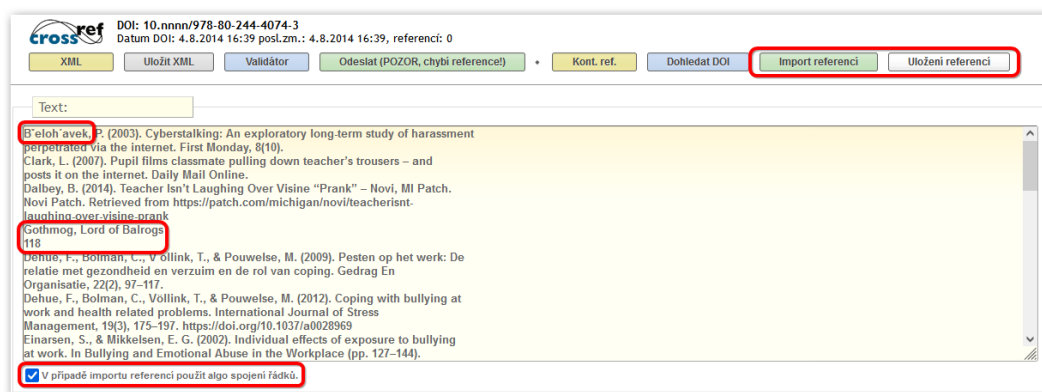 crossref
DOI: 10.nnnn/978-80-244-4074-3
Datum DOI: 4.8.2014 16:39 posl.zm.: 4.8.2014 16:39, referencí: 0
XML Uložit XML Validátor Odeslat (POZOR, chybí reference!) • Kont. ref. Dohledat DOI Import referencí Uložení referencí
Text:
Bˇeloh´avek, P. (2003). Cyberstalking: An exploratory long-term study of harassment
perpetrated via the internet. First Monday, 8(10).
Clark, L. (2007). Pupil films classmate pulling down teacher’s trousers – and
posts it on the internet. Daily Mail Online.
Dalbey, B. (2014). Teacher Isn’t Laughing Over Visine “Prank” – Novi, MI Patch.
Novi Patch. Retrieved from https://patch.com/michigan/novi/teacherisnt-
laughing-over-visine-prank
Gothmog, Lord of Balrogs
118
Dehue, F., Bolman, C., V ollink, T., & Pouwelse, M. (2009). Pesten op het werk: De
relatie met gezondheid en verzuim en de rol van coping. Gedrag En
Organisatie, 22(2), 97–117.
Dehue, F., Bolman, C., Völlink, T., & Pouwelse, M. (2012). Coping with bullying at
work and health related problems. International Journal of Stress
Management, 19(3), 175–197. https://doi.org/10.1037/a0028969
Einarsen, S., & Mikkelsen, E. G. (2002). Individual effects of exposure to bullying
at work. In Bullying and Emotional Abuse in the Workplace (pp. 127–144).
V případě importu referencí použít algo spojení řádků.